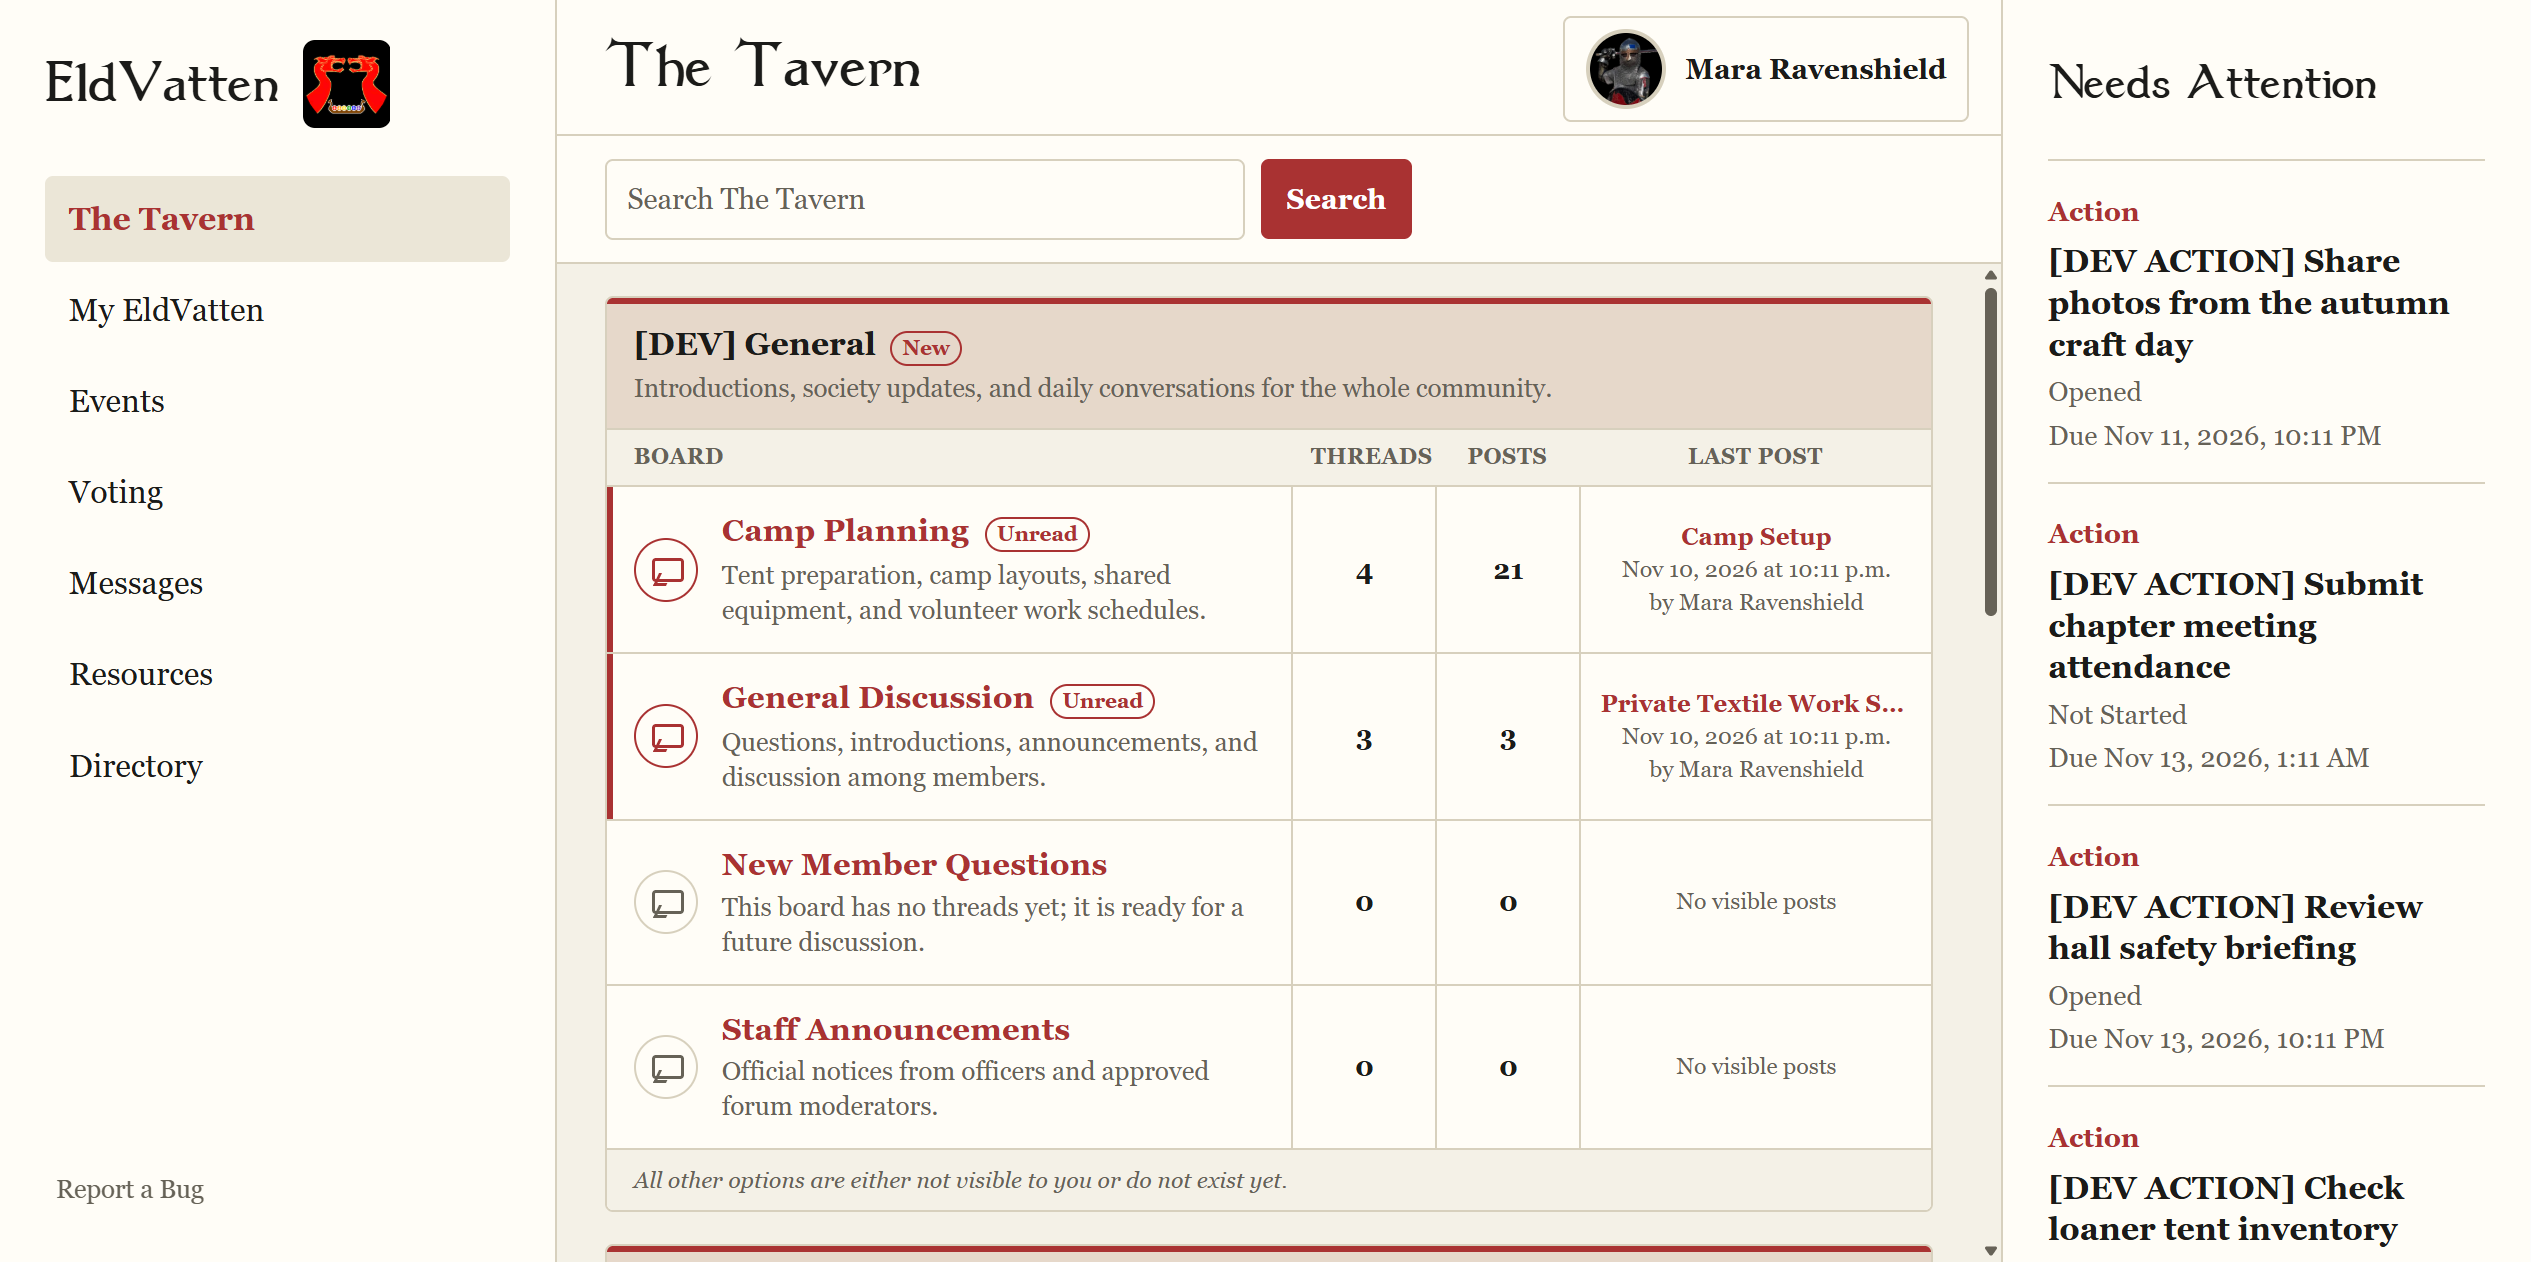 EldVatten
The Tavern
My EldVatten
Events
Voting
Messages
Resources
Directory
Report a Bug
The Tavern
Mara Ravenshield
Search The Tavern
Search
[DEV] General
New
Introductions, society updates, and daily conversations for the whole community.
BOARD
THREADS
POSTS
LAST POST
Camp Planning
Unread
Tent preparation, camp layouts, shared
equipment, and volunteer work schedules.
4
21
Camp Setup
Nov 10, 2026 at 10:11 p.m.
by Mara Ravenshield
General Discussion
Unread
Questions, introductions, announcements, and
discussion among members.
3
3
Private Textile Work S...
Nov 10, 2026 at 10:11 p.m.
by Mara Ravenshield
New Member Questions
This board has no threads yet; it is ready for a
future discussion.
0
0
No visible posts
Staff Announcements
Official notices from officers and approved
forum moderators.
0
0
No visible posts
All other options are either not visible to you or do not exist yet.
Needs Attention
Action
[DEV ACTION] Share
photos from the autumn
craft day
Opened
Due Nov 11, 2026, 10:11 PM
Action
[DEV ACTION] Submit
chapter meeting
attendance
Not Started
Due Nov 13, 2026, 1:11 AM
Action
[DEV ACTION] Review
hall safety briefing
Opened
Due Nov 13, 2026, 10:11 PM
Action
[DEV ACTION] Check
loaner tent inventory